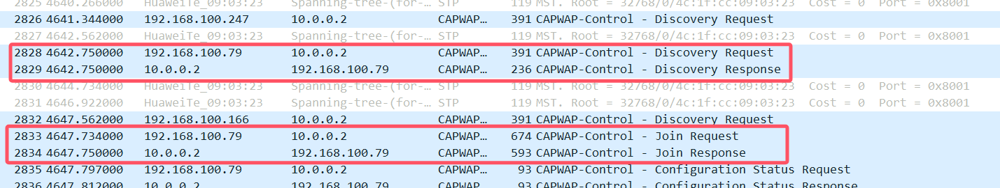 2825 4640.266000 HuaweiTe_09:03:23 Spanning-tree-(for-… STP 119 MST. Root = 32768/0/4c:1f:cc:09:03:23 Cost = 0 Port = 0x8001
2826 4641.344000 192.168.100.247 10.0.0.2 CAPWAP… 391 CAPWAP-Control - Discovery Request
2827 4642.562000 HuaweiTe_09:03:23 Spanning-tree-(for-… STP 119 MST. Root = 32768/0/4c:1f:cc:09:03:23 Cost = 0 Port = 0x8001
2828 4642.750000 192.168.100.79 10.0.0.2 CAPWAP… 391 CAPWAP-Control - Discovery Request
2829 4642.750000 10.0.0.2 192.168.100.79 CAPWAP… 236 CAPWAP-Control - Discovery Response
2830 4644.734000 HuaweiTe_09:03:23 Spanning-tree-(for-… STP 119 MST. Root = 32768/0/4c:1f:cc:09:03:23 Cost = 0 Port = 0x8001
2831 4646.922000 HuaweiTe_09:03:23 Spanning-tree-(for-… STP 119 MST. Root = 32768/0/4c:1f:cc:09:03:23 Cost = 0 Port = 0x8001
2832 4647.562000 192.168.100.166 10.0.0.2 CAPWAP… 391 CAPWAP-Control - Discovery Request
2833 4647.734000 192.168.100.79 10.0.0.2 CAPWAP… 674 CAPWAP-Control - Join Request
2834 4647.750000 10.0.0.2 192.168.100.79 CAPWAP… 593 CAPWAP-Control - Join Response
2835 4647.797000 192.168.100.79 10.0.0.2 CAPWAP… 93 CAPWAP-Control - Configuration Status Request
2836 4647.812000 10.0.0.2 192.168.100.79 CAPWAP… 93 CAPWAP-Control - Configuration Status Response